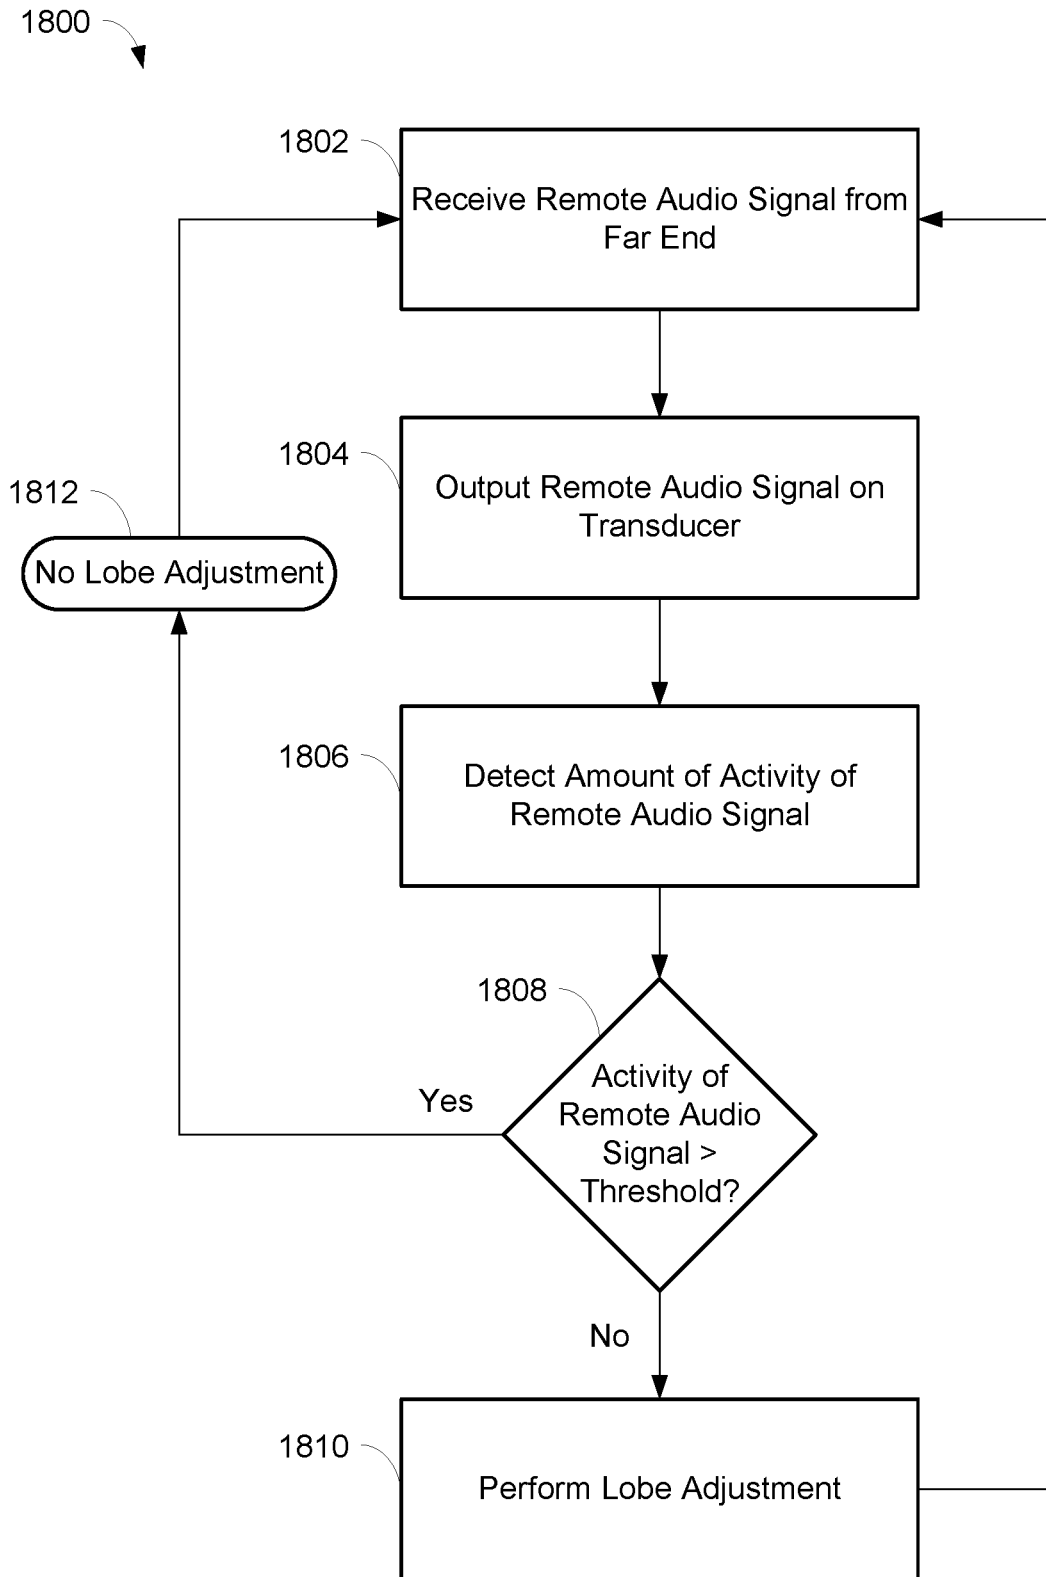 1800
1802
Receive Remote Audio Signal from
Far End
1804
Output Remote Audio Signal on
Transducer
1812
No Lobe Adjustment
1806
Detect Amount of Activity of
Remote Audio Signal
1808
Activity of
Remote Audio
Signal >
Threshold?
Yes
No
1810
Perform Lobe Adjustment